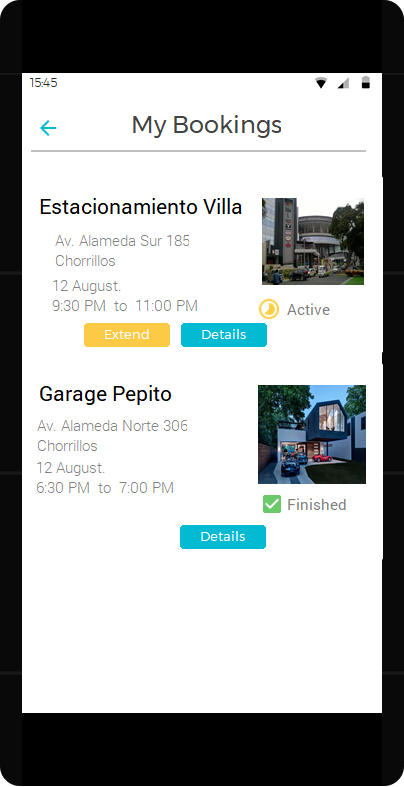 15:45
My Bookings
Estacionamiento Villa
Av. Alameda Sur 185
Chorrillos
12 August.
9:30 PM to 11:00 PM
Active
Extend
Details
Garage Pepito
Av. Alameda Norte 306
Chorrillos
12 August.
6:30 PM to 7:00 PM
Finished
Details